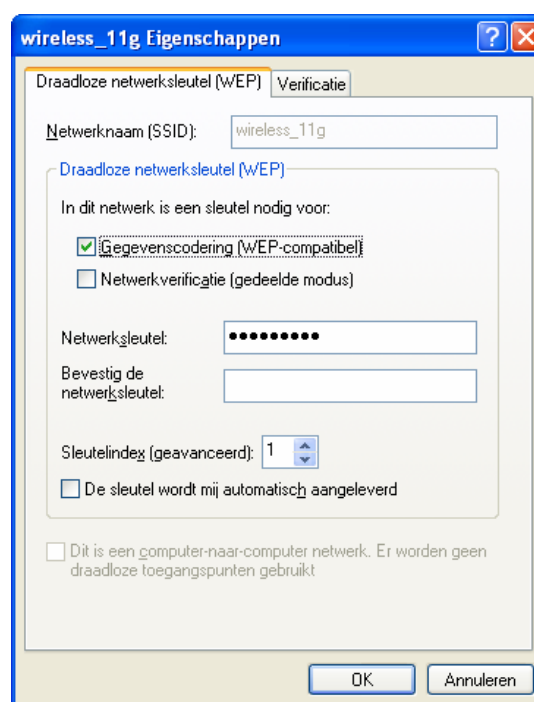 wireless_11g Eigenschappen
Draadloze netwerksleutel (WEP)
Verificatie
Netwerknaam (SSID):
wireless_11g
Draadloze netwerksleutel (WEP)
In dit netwerk is een sleutel nodig voor:
Gegevenscodering (WEP-compatibel)
Netwerkverificatie (gedeelde modus)
Netwerksleutel:
•••••••••
Bevestig de
netwerksleutel:
Sleutelindex (geavanceerd):
1
De sleutel wordt mij automatisch aangeleverd
Dit is een computer-naar-computer netwerk. Er worden geen
draadloze toegangspunten gebruikt
OK
Annuleren